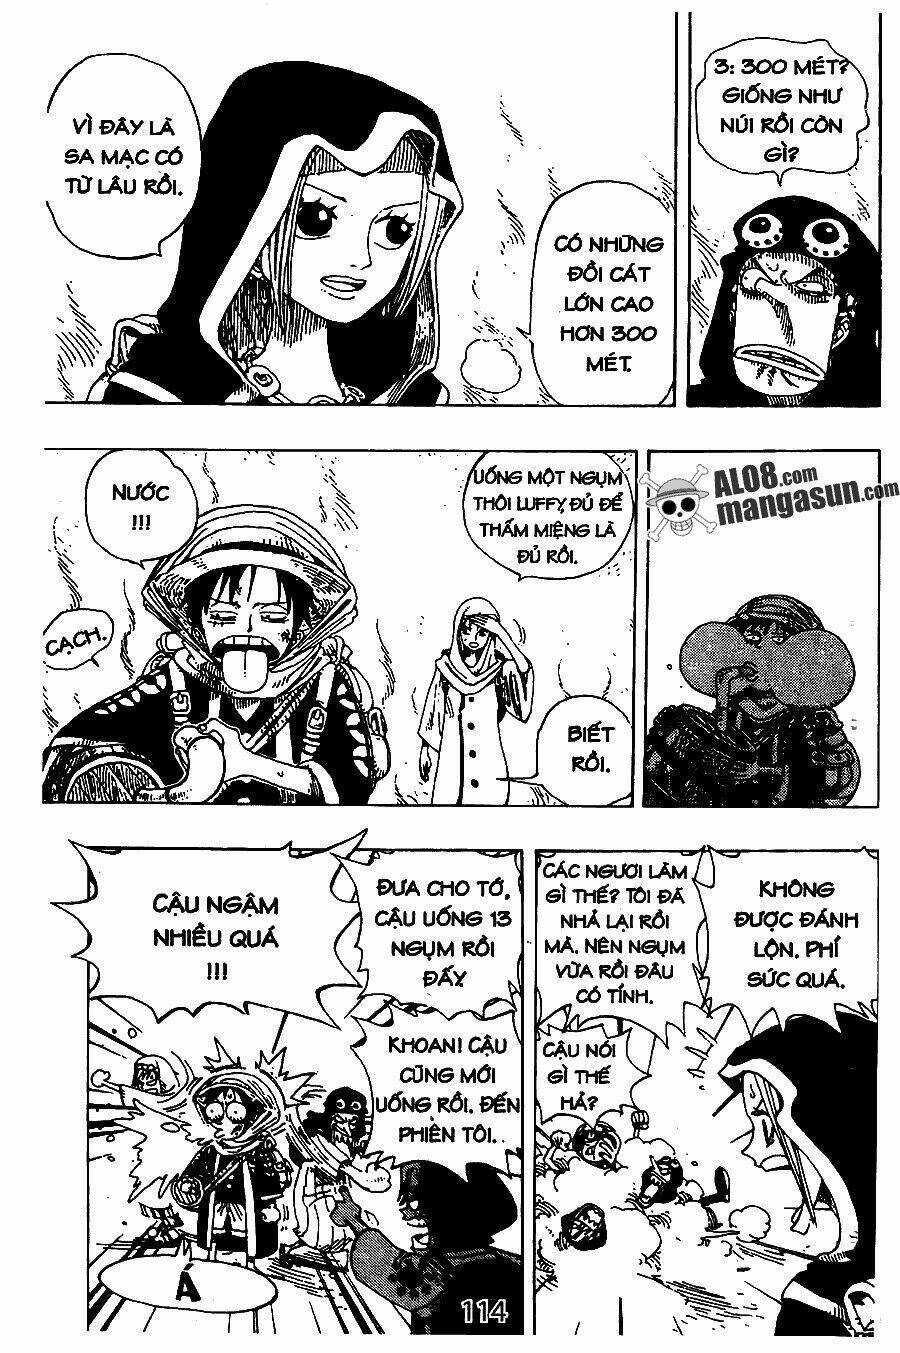 3: 300 MÉT?
GIỐNG NHƯ
NÚI RỒI CÒN
GÌ?
CÓ NHỮNG
ĐỒI CÁT
LỚN CAO
HƠN 300
MÉT.
VÌ ĐÂY LÀ
SA MẠC CÓ
TỪ LÂU RỒI.
ALO8.com
mangasun.com
UỐNG MỘT NGỤM
THÔI LUFFY, ĐỦ ĐỂ
THẤM MIỆNG LÀ
ĐỦ RỒI.
BIẾT
RỒI.
NƯỚC
!!!
CẠCH.
KHÔNG
ĐƯỢC ĐÁNH
LỘN. PHÍ
SỨC QUÁ.
CÁC NGƯƠI LÀM
GÌ THẾ? TÔI ĐÃ
NHẢ LẠI RỒI
MÀ. NÊN NGỤM
VỪA RỒI ĐÂU
CÓ TÍNH.
CẬU NÓI
GÌ THẾ
HẢ?
ĐƯA CHO TỚ,
CẬU UỐNG 13
NGỤM RỒI
ĐẤY.
CẬU NGẬM
NHIỀU QUÁ
!!!
KHOAN! CẬU
CŨNG MỚI
UỐNG RỒI. ĐẾN
PHIÊN TÔI.
Á
114